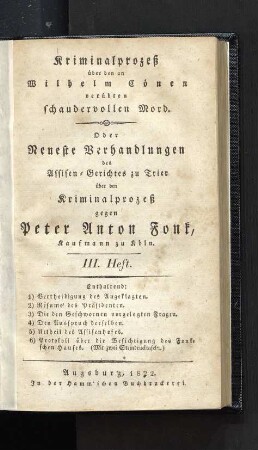 Kriminalprozeß
über den an
Wilhelm Cönen
verübten
schaudervollen Mord.
Oder
Neueste Verhandlungen
des
Assisen-Gerichtes zu Trier
über den
Kriminalprozeß
gegen
Peter Anton Fonk,
Kaufmann zu Köln.
III. Heft.
Enthaltend:
1) Vertheidigung des Angeklagten.
2) Résumé des Präsidenten.
3) Die den Geschwornen vorgelegten Fragen.
4) Den Ausspruch derselben.
5) Urtheil des Assisenhofes.
6) Protokoll über die Besichtigung des Fonk-
schen Hauses. (Mit zwei Steinabdrücken.)
Augsburg, 1822.
In der Hamm'schen Buchdruckerei.